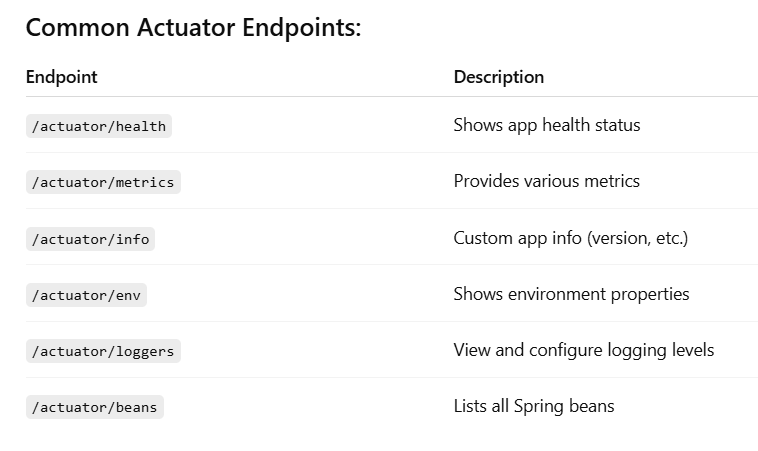 Common Actuator Endpoints:
Endpoint Description
/actuator/health Shows app health status
/actuator/metrics Provides various metrics
/actuator/info Custom app info (version, etc.)
/actuator/env Shows environment properties
/actuator/loggers View and configure logging levels
/actuator/beans Lists all Spring beans